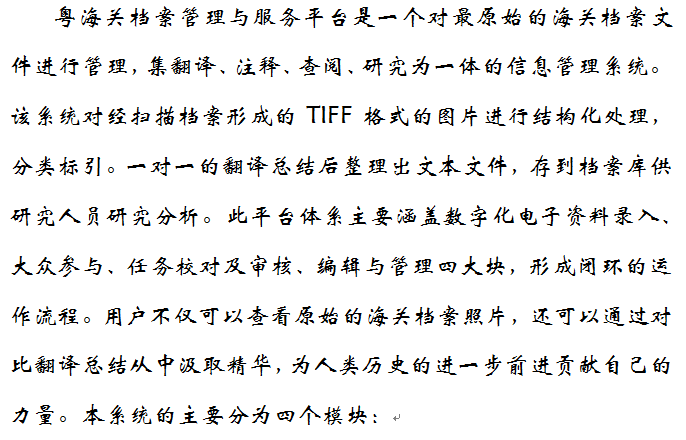 粤海关档案管理与服务平台是一个对最原始的海关档案文
件进行管理，集翻译、注释、查阅、研究为一体的信息管理系统。
该系统对经扫描档案形成的 TIFF 格式的图片进行结构化处理，
分类标引。一对一的翻译总结后整理出文本文件，存到档案库供
研究人员研究分析。此平台体系主要涵盖数字化电子资料录入、
大众参与、任务校对及审核、编辑与管理四大块，形成闭环的运
作流程。用户不仅可以查看原始的海关档案照片，还可以通过对
比翻译总结从中汲取精华，为人类历史的进一步前进贡献自己的
力量。本系统的主要分为四个模块：